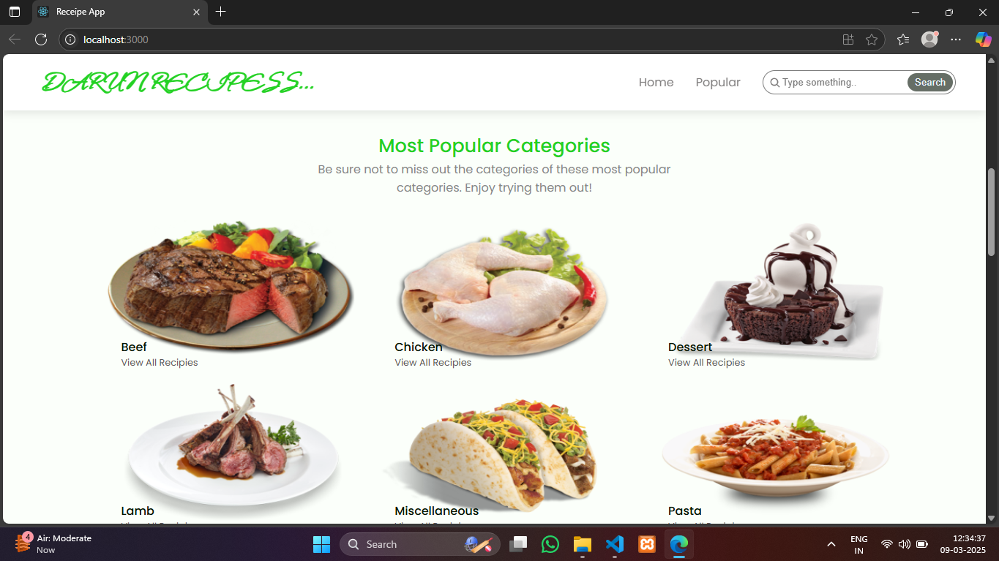 Receipe App
localhost:3000
DARUN RECIPESS...
Home
Popular
Type something..
Search
Most Popular Categories
Be sure not to miss out the categories of these most popular
categories. Enjoy trying them out!
Beef
View All Recipies
Chicken
View All Recipies
Dessert
View All Recipies
Lamb
Miscellaneous
Pasta
4
Air: Moderate
Now
Search
ENG
IN
12:34:37
09-03-2025